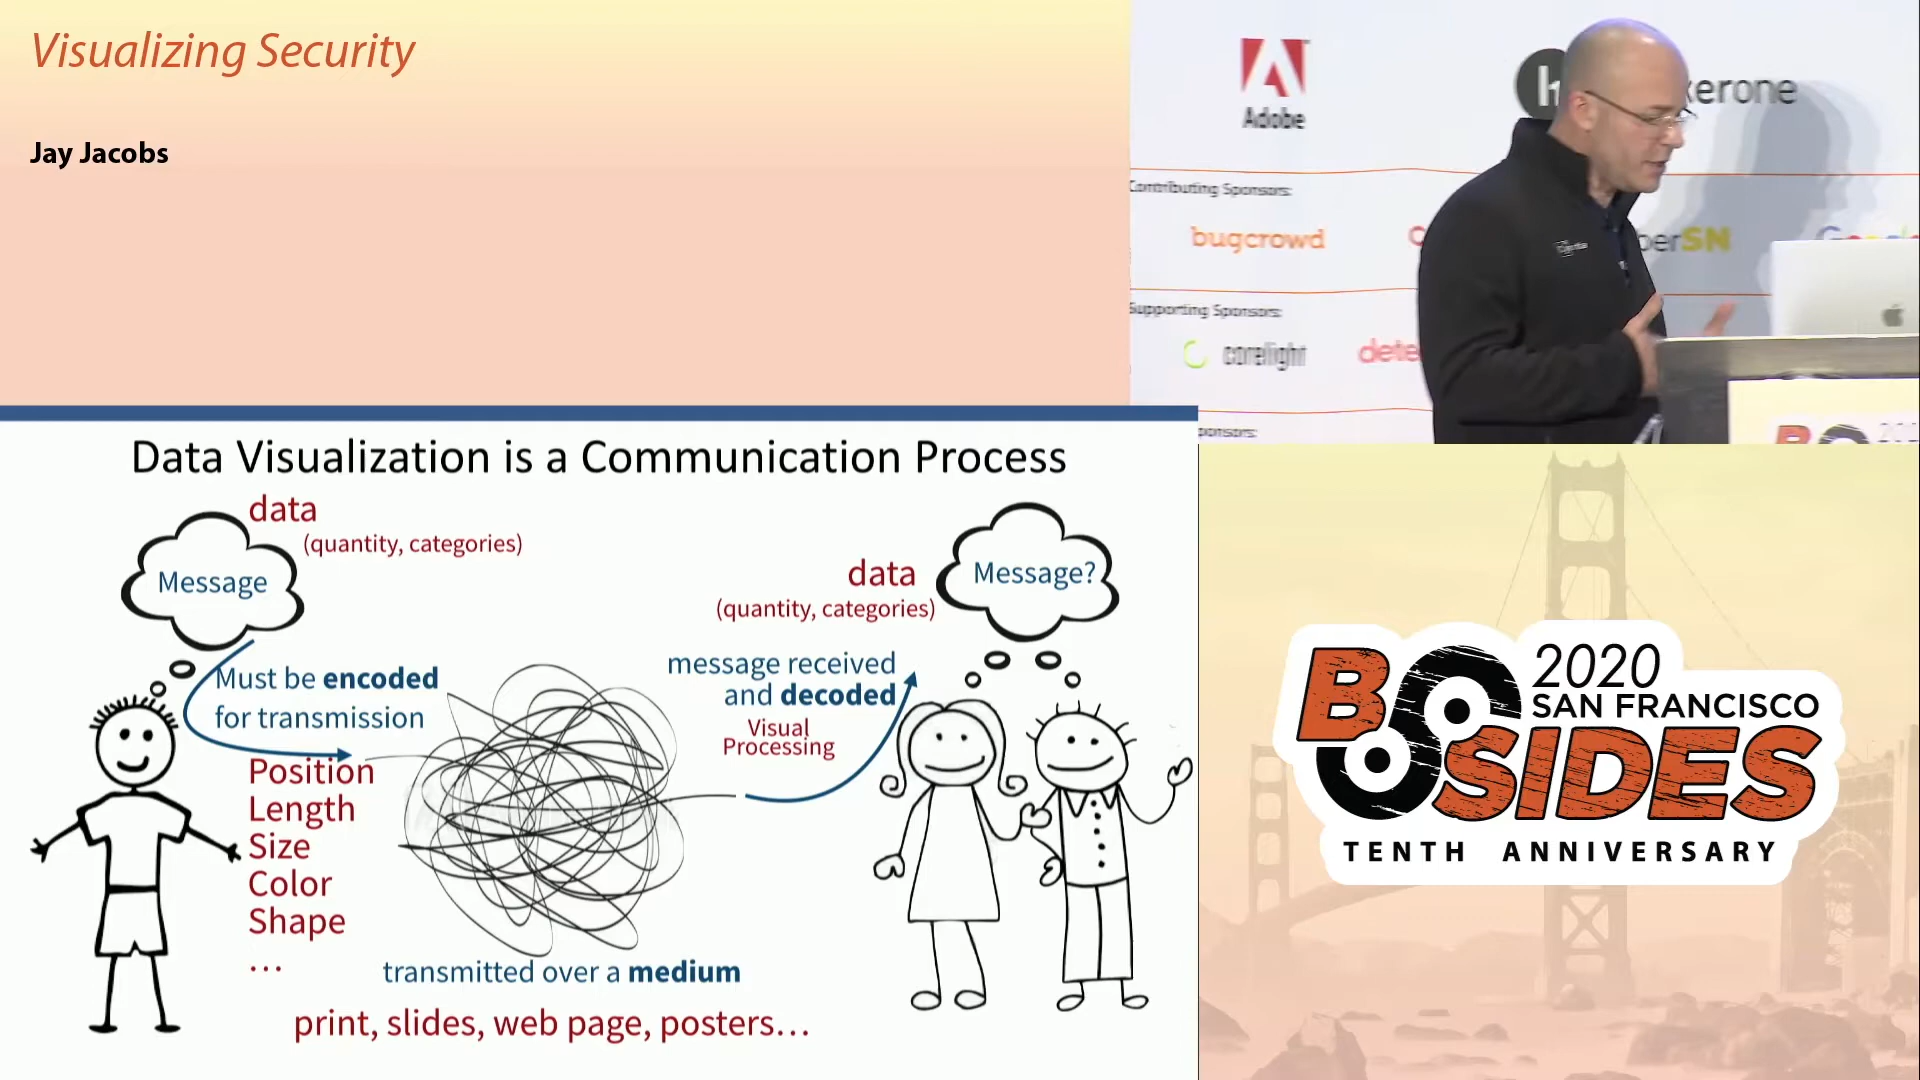 Visualizing Security
Jay Jacobs
Adobe
Contributing Sponsors:
bugcrowd
Supporting Sponsors:
corelight
Data Visualization is a Communication Process
data
(quantity, categories)
Message
Must be encoded
for transmission
Position
Length
Size
Color
Shape
…
transmitted over a medium
print, slides, web page, posters…
data
(quantity, categories)
Message?
message received
and decoded
Visual
Processing
BSIDES
2020
SAN FRANCISCO
TENTH ANNIVERSARY